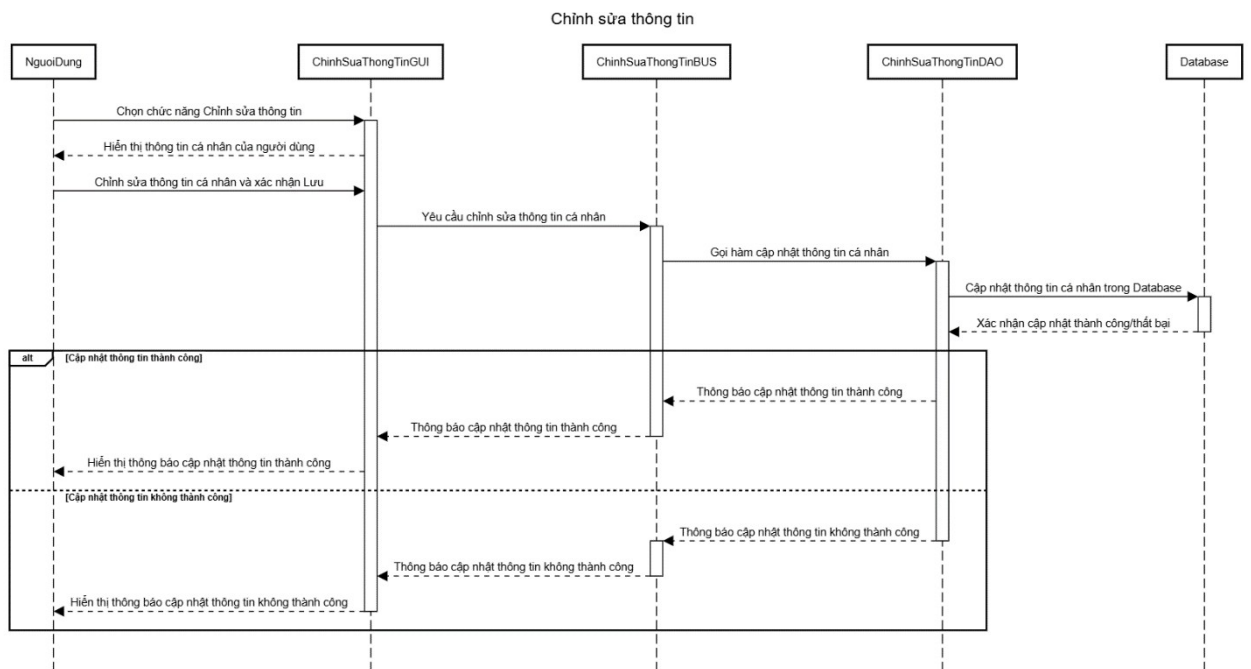 Chỉnh sửa thông tin
NguoiDung
ChinhSuaThongTinGUI
ChinhSuaThongTinBUS
ChinhSuaThongTinDAO
Database
Chọn chức năng Chỉnh sửa thông tin
Hiển thị thông tin cá nhân của người dùng
Chỉnh sửa thông tin cá nhân và xác nhận Lưu
Yêu cầu chỉnh sửa thông tin cá nhân
Gọi hàm cập nhật thông tin cá nhân
Cập nhật thông tin cá nhân trong Database
Xác nhận cập nhật thành công/thất bại
alt
[Cập nhật thông tin thành công]
Thông báo cập nhật thông tin thành công
Thông báo cập nhật thông tin thành công
Hiển thị thông báo cập nhật thông tin thành công
[Cập nhật thông tin không thành công]
Thông báo cập nhật thông tin không thành công
Thông báo cập nhật thông tin không thành công
Hiển thị thông báo cập nhật thông tin không thành công